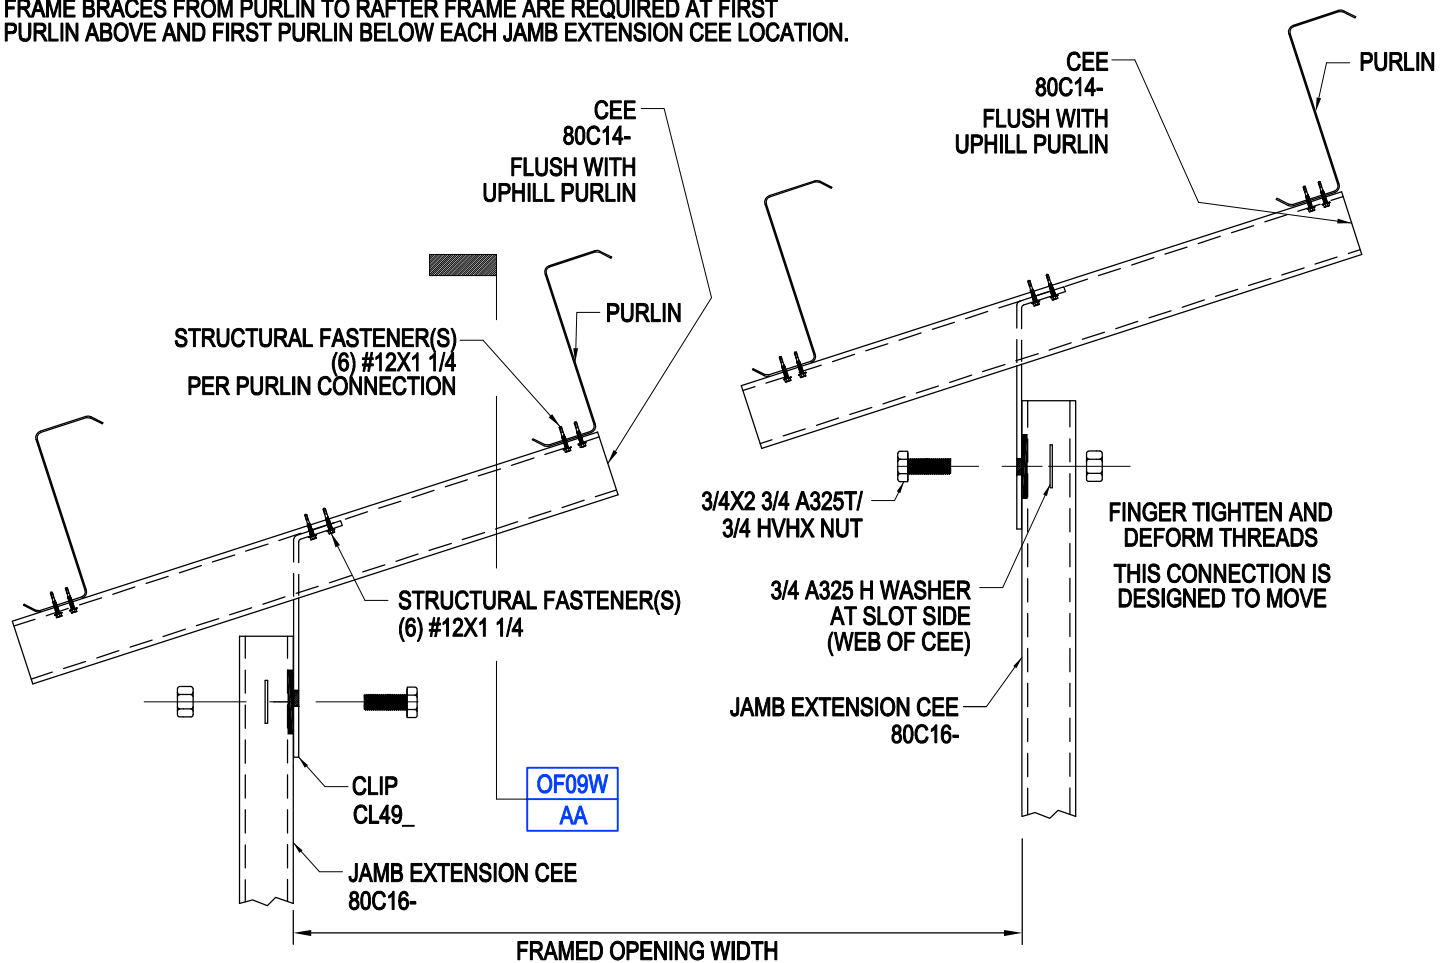 FRAME BRACES FROM PURLIN TO RAFTER FRAME ARE REQUIRED AT FIRST
PURLIN ABOVE AND FIRST PURLIN BELOW EACH JAMB EXTENSION CEE LOCATION.
CEE
80C14-
FLUSH WITH
UPHILL PURLIN
PURLIN
STRUCTURAL FASTENER(S)
(6) #12X1 1/4
PER PURLIN CONNECTION
STRUCTURAL FASTENER(S)
(6) #12X1 1/4
CLIP
CL49_
JAMB EXTENSION CEE
80C16-
OF09W
AA
CEE
80C14-
FLUSH WITH
UPHILL PURLIN
PURLIN
3/4X2 3/4 A325T/
3/4 HVHX NUT
3/4 A325 H WASHER
AT SLOT SIDE
(WEB OF CEE)
JAMB EXTENSION CEE
80C16-
FINGER TIGHTEN AND
DEFORM THREADS
THIS CONNECTION IS
DESIGNED TO MOVE
FRAMED OPENING WIDTH